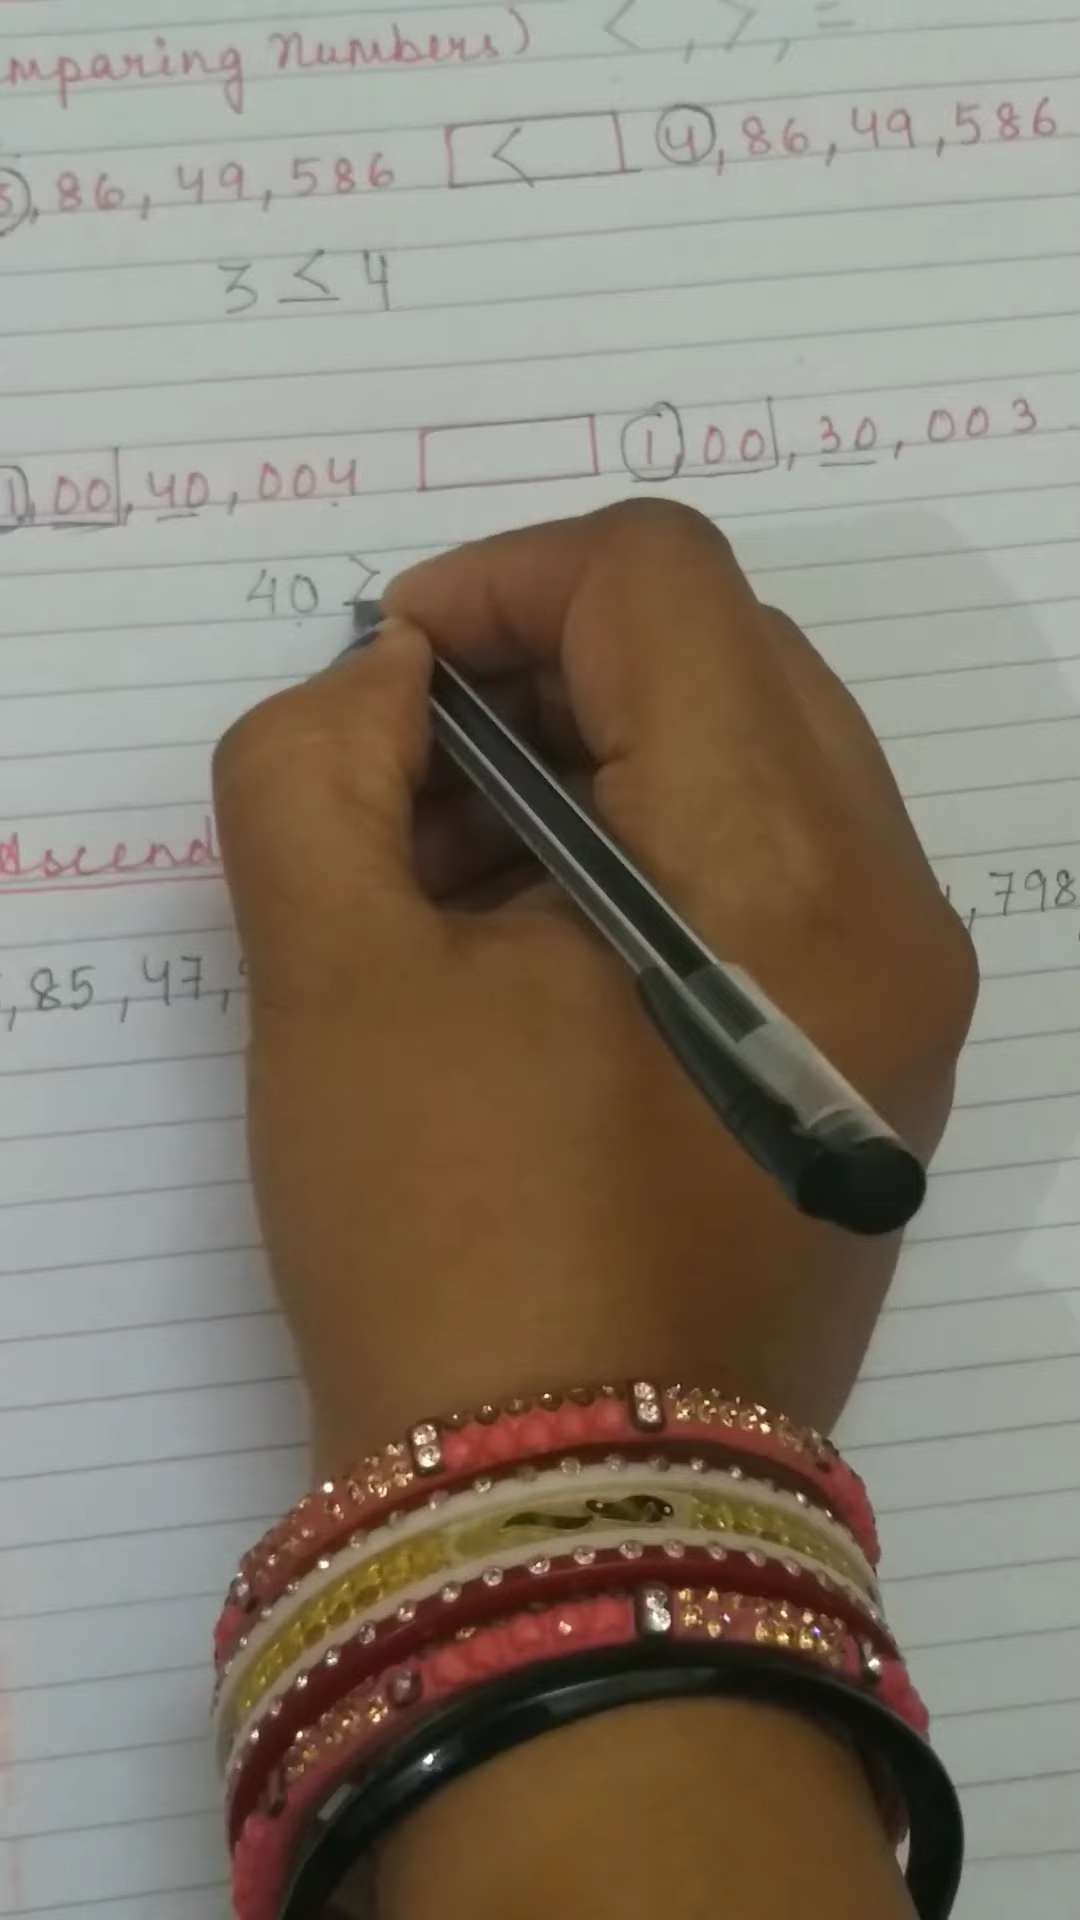 mparing Numbers) < , > , =
3,86,49,586 < 4,86,49,586
3 < 4
1,00,40,004 1,00,30,003
40 >
Ascend
,798
,85,47,